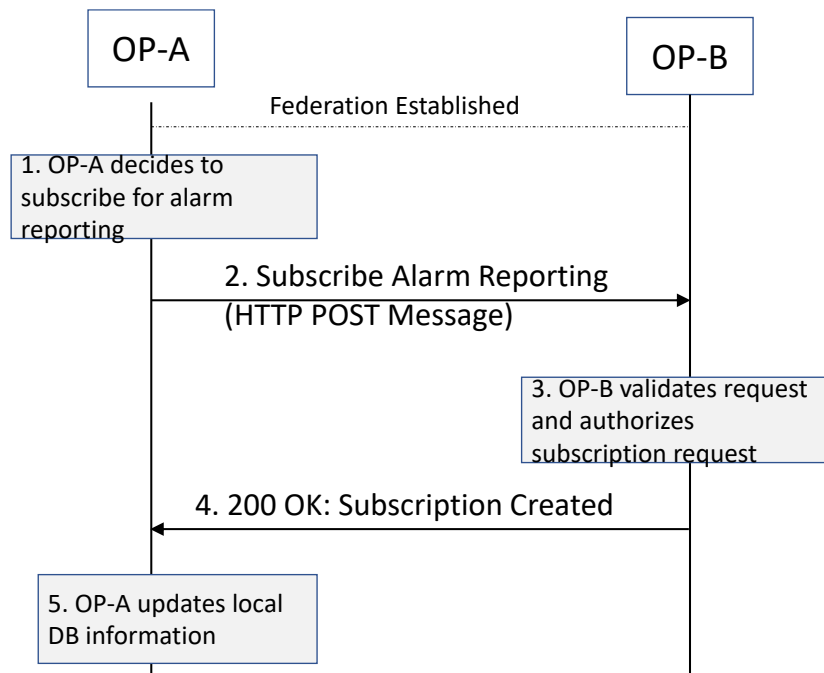 OP-A
OP-B
Federation Established
1. OP-A decides to
subscribe for alarm
reporting
2. Subscribe Alarm Reporting
(HTTP POST Message)
3. OP-B validates request
and authorizes
subscription request
4. 200 OK: Subscription Created
5. OP-A updates local
DB information